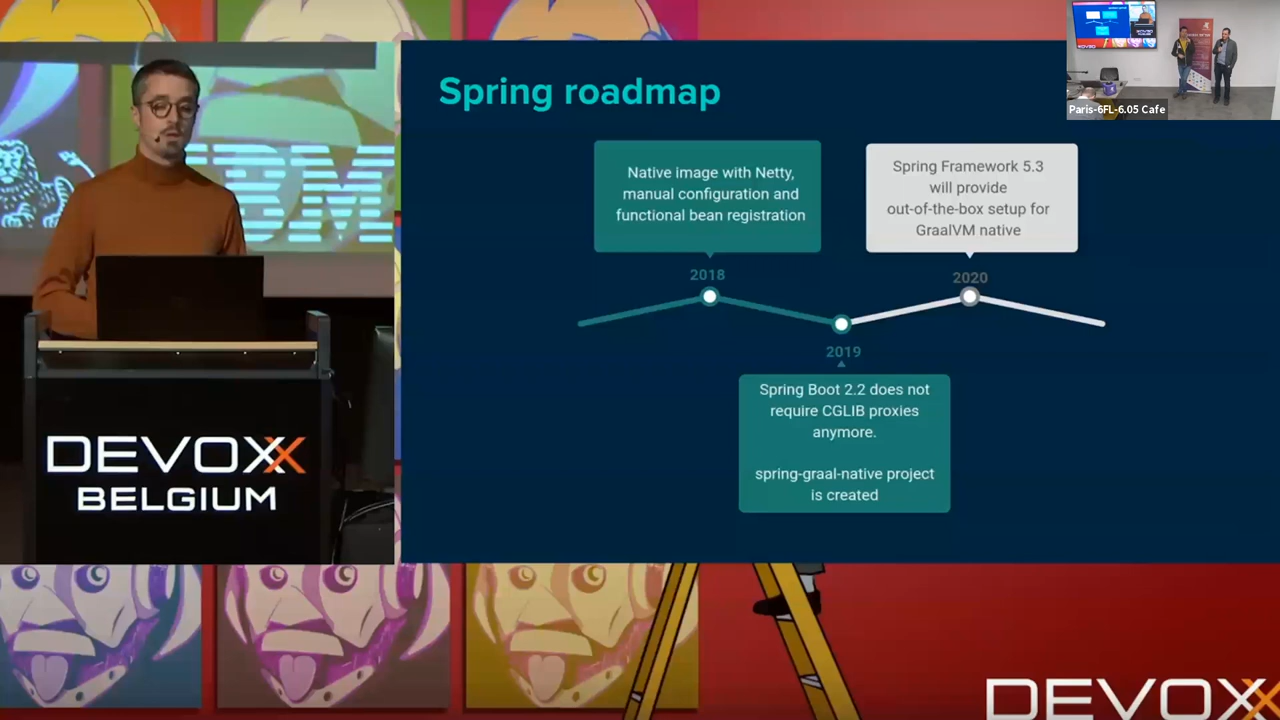 Spring roadmap
Native image with Netty,
manual configuration and
functional bean registration
2018
Spring Framework 5.3
will provide
out-of-the-box setup for
GraalVM native
2020
2019
Spring Boot 2.2 does not
require CGLIB proxies
anymore.
spring-graal-native project
is created
Paris-6FL-6.05 Cafe
IBM
DEVOXX
BELGIUM
DEVOXX